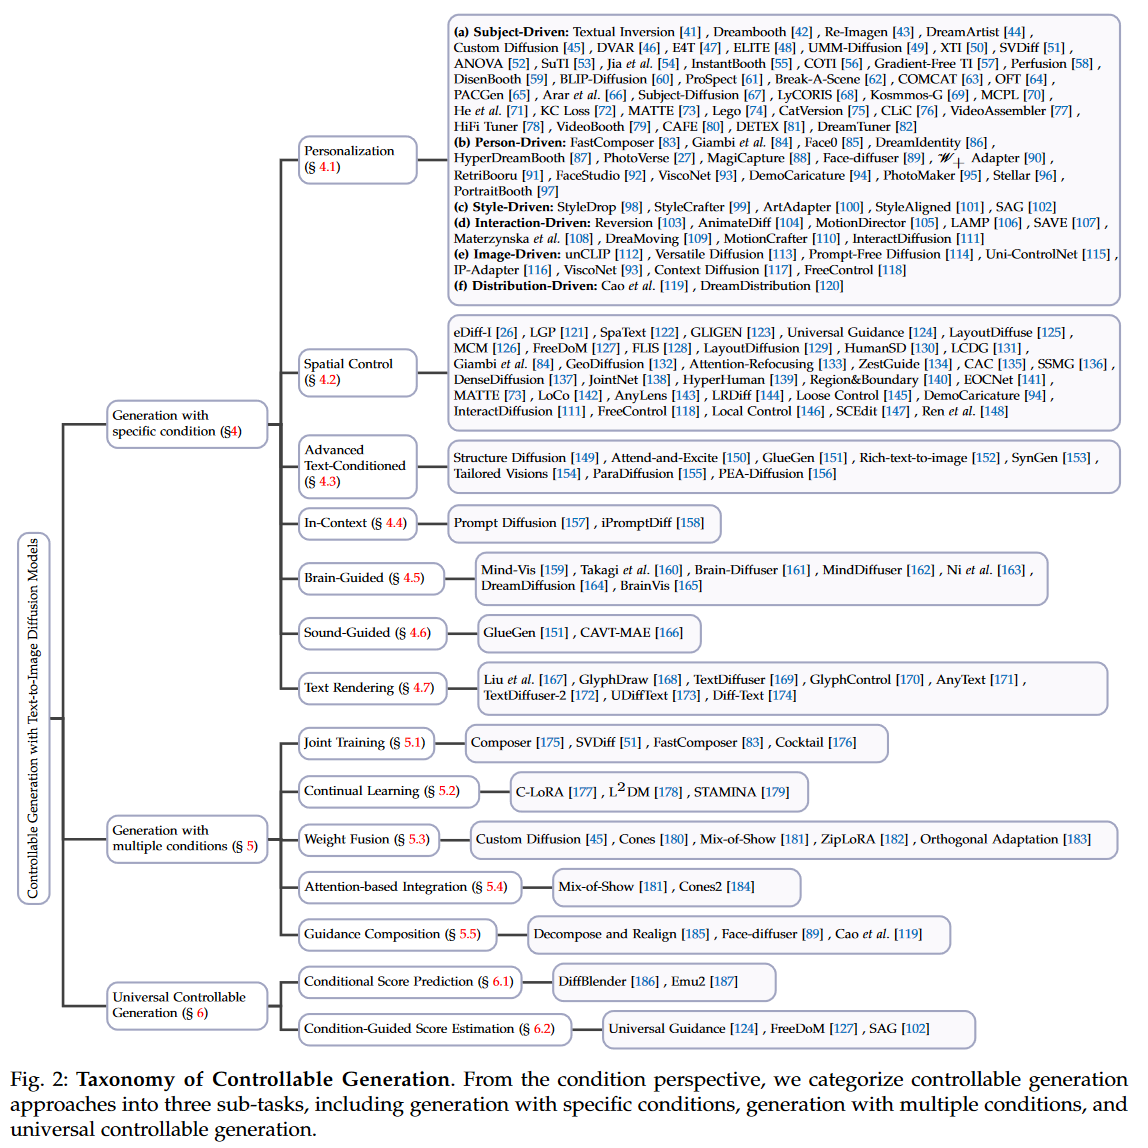 Controllable Generation with Text-to-Image Diffusion Models
Generation with
specific condition (§4)
Personalization
(§ 4.1)
(a) Subject-Driven: Textual Inversion [41] , Dreambooth [42] , Re-Imagen [43] , DreamArtist [44] ,
Custom Diffusion [45] , DVAR [46] , E4T [47] , ELITE [48] , UMM-Diffusion [49] , XTI [50] , SVDiff [51] ,
ANOVA [52] , SuTI [53] , Jia et al. [54] , InstantBooth [55] , COTI [56] , Gradient-Free TI [57] , Perfusion [58] ,
DisenBooth [59] , BLIP-Diffusion [60] , ProSpect [61] , Break-A-Scene [62] , COMCAT [63] , OFT [64] ,
PACGen [65] , Arar et al. [66] , Subject-Diffusion [67] , LyCORIS [68] , Kosmmos-G [69] , MCPL [70] ,
He et al. [71] , KC Loss [72] , MATTE [73] , Lego [74] , CatVersion [75] , CLiC [76] , VideoAssembler [77] ,
HiFi Tuner [78] , VideoBooth [79] , CAFE [80] , DETEX [81] , DreamTuner [82]
(b) Person-Driven: FastComposer [83] , Giambi et al. [84] , Face0 [85] , DreamIdentity [86] ,
HyperDreamBooth [87] , PhotoVerse [27] , MagiCapture [88] , Face-diffuser [89] , 𝒲+ Adapter [90] ,
RetriBooru [91] , FaceStudio [92] , ViscoNet [93] , DemoCaricature [94] , PhotoMaker [95] , Stellar [96] ,
PortraitBooth [97]
(c) Style-Driven: StyleDrop [98] , StyleCrafter [99] , ArtAdapter [100] , StyleAligned [101] , SAG [102]
(d) Interaction-Driven: Reversion [103] , AnimateDiff [104] , MotionDirector [105] , LAMP [106] , SAVE [107] ,
Materzynska et al. [108] , DreaMoving [109] , MotionCrafter [110] , InteractDiffusion [111]
(e) Image-Driven: unCLIP [112] , Versatile Diffusion [113] , Prompt-Free Diffusion [114] , Uni-ControlNet [115] ,
IP-Adapter [116] , ViscoNet [93] , Context Diffusion [117] , FreeControl [118]
(f) Distribution-Driven: Cao et al. [119] , DreamDistribution [120]
Spatial Control
(§ 4.2)
eDiff-I [26] , LGP [121] , SpaText [122] , GLIGEN [123] , Universal Guidance [124] , LayoutDiffuse [125] ,
MCM [126] , FreeDoM [127] , FLIS [128] , LayoutDiffusion [129] , HumanSD [130] , LCDG [131] ,
Giambi et al. [84] , GeoDiffusion [132] , Attention-Refocusing [133] , ZestGuide [134] , CAC [135] , SSMG [136] ,
DenseDiffusion [137] , JointNet [138] , HyperHuman [139] , Region&Boundary [140] , EOCNet [141] ,
MATTE [73] , LoCo [142] , AnyLens [143] , LRDiff [144] , Loose Control [145] , DemoCaricature [94] ,
InteractDiffusion [111] , FreeControl [118] , Local Control [146] , SCEdit [147] , Ren et al. [148]
Advanced
Text-Conditioned
(§ 4.3)
Structure Diffusion [149] , Attend-and-Excite [150] , GlueGen [151] , Rich-text-to-image [152] , SynGen [153] ,
Tailored Visions [154] , ParaDiffusion [155] , PEA-Diffusion [156]
In-Context (§ 4.4)
Prompt Diffusion [157] , iPromptDiff [158]
Brain-Guided (§ 4.5)
Mind-Vis [159] , Takagi et al. [160] , Brain-Diffuser [161] , MindDiffuser [162] , Ni et al. [163] ,
DreamDiffusion [164] , BrainVis [165]
Sound-Guided (§ 4.6)
GlueGen [151] , CAVT-MAE [166]
Text Rendering (§ 4.7)
Liu et al. [167] , GlyphDraw [168] , TextDiffuser [169] , GlyphControl [170] , AnyText [171] ,
TextDiffuser-2 [172] , UDiffText [173] , Diff-Text [174]
Generation with
multiple conditions (§ 5)
Joint Training (§ 5.1)
Composer [175] , SVDiff [51] , FastComposer [83] , Cocktail [176]
Continual Learning (§ 5.2)
C-LoRA [177] , L²DM [178] , STAMINA [179]
Weight Fusion (§ 5.3)
Custom Diffusion [45] , Cones [180] , Mix-of-Show [181] , ZipLoRA [182] , Orthogonal Adaptation [183]
Attention-based Integration (§ 5.4)
Mix-of-Show [181] , Cones2 [184]
Guidance Composition (§ 5.5)
Decompose and Realign [185] , Face-diffuser [89] , Cao et al. [119]
Universal Controllable
Generation (§ 6)
Conditional Score Prediction (§ 6.1)
DiffBlender [186] , Emu2 [187]
Condition-Guided Score Estimation (§ 6.2)
Universal Guidance [124] , FreeDoM [127] , SAG [102]
Fig. 2: Taxonomy of Controllable Generation. From the condition perspective, we categorize controllable generation
approaches into three sub-tasks, including generation with specific conditions, generation with multiple conditions, and
universal controllable generation.